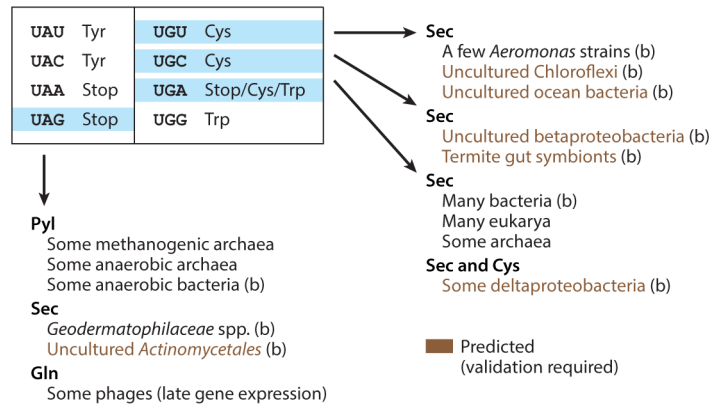 UAU Tyr
UAC Tyr
UAA Stop
UAG Stop
UGU Cys
UGC Cys
UGA Stop/Cys/Trp
UGG Trp
Sec
A few Aeromonas strains (b)
Uncultured Chloroflexi (b)
Uncultured ocean bacteria (b)
Sec
Uncultured betaproteobacteria (b)
Termite gut symbionts (b)
Sec
Many bacteria (b)
Many eukarya
Some archaea
Sec and Cys
Some deltaproteobacteria (b)
Pyl
Some methanogenic archaea
Some anaerobic archaea
Some anaerobic bacteria (b)
Sec
Geodermatophilaceae spp. (b)
Uncultured Actinomycetales (b)
Gln
Some phages (late gene expression)
Predicted
(validation required)